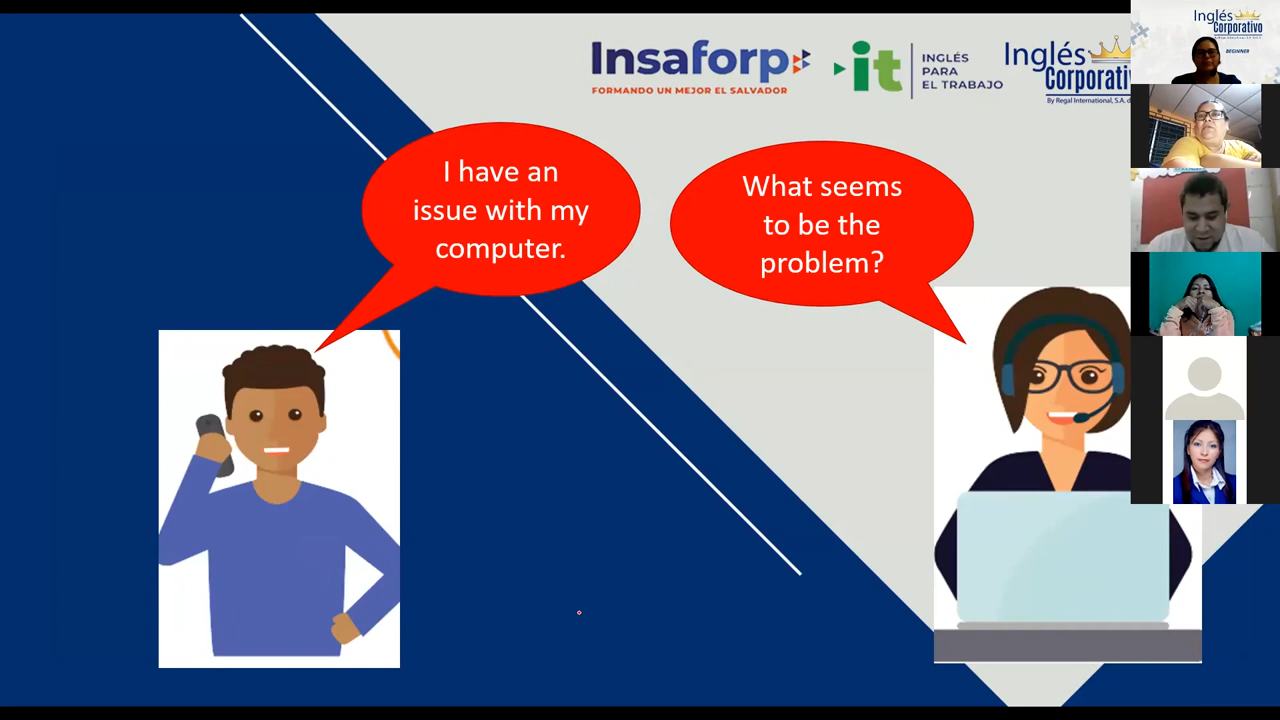 Insaforp
FORMANDO UN MEJOR EL SALVADOR
it
INGLÉS
PARA
EL TRABAJO
Inglés
Corporativ
By Regal International, S.A. d
I have an
issue with my
computer.
What seems
to be the
problem?
Inglés
Corporativo
BEGINNER